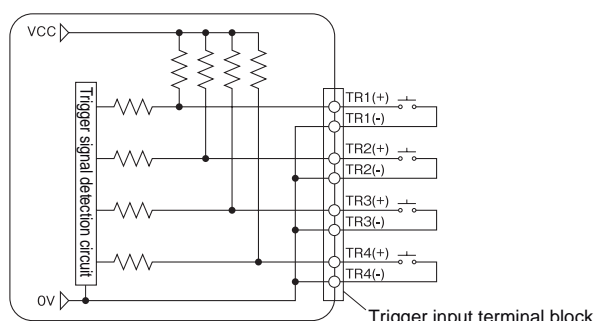 VCC
Trigger signal detection circuit
TR1(+)
TR1(-)
TR2(+)
TR2(-)
TR3(+)
TR3(-)
TR4(+)
TR4(-)
0V
Trigger input terminal block